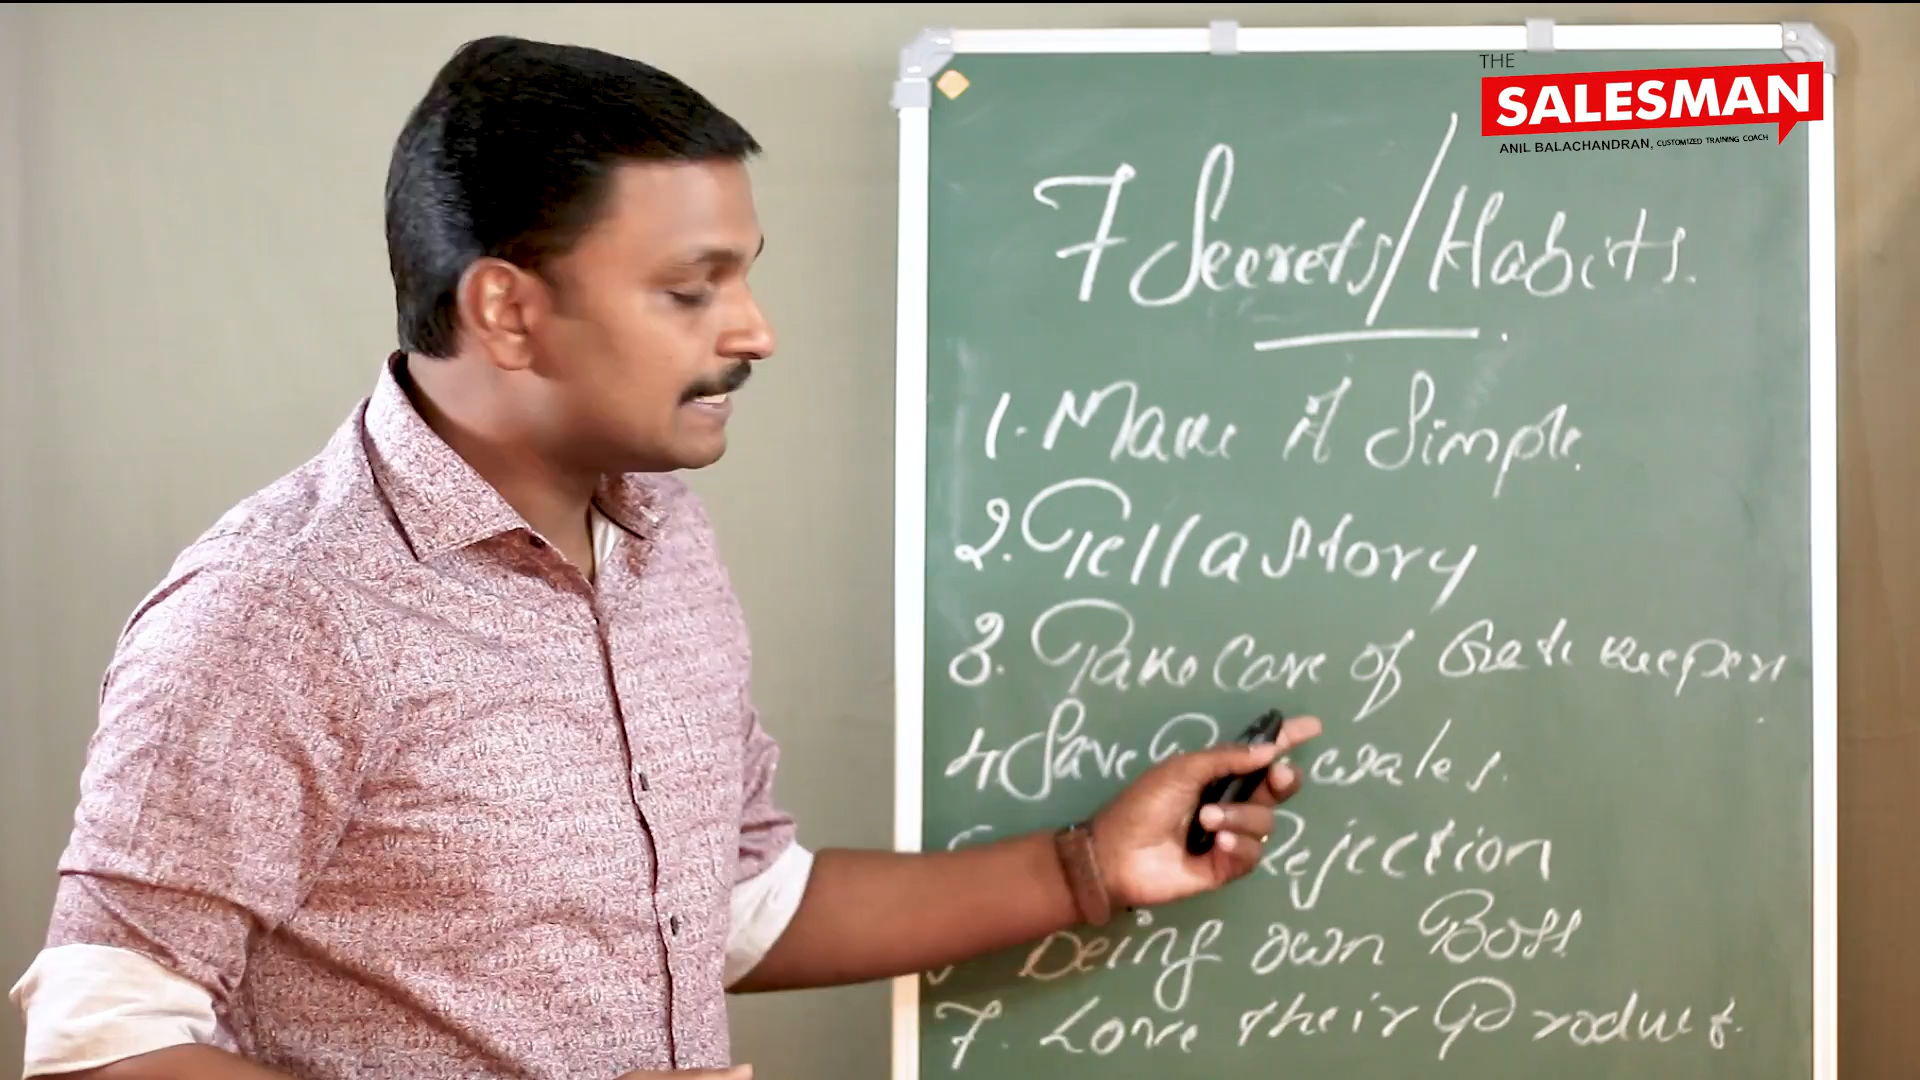 THE
SALESMAN
ANIL BALACHANDRAN, CUSTOMIZED TRAINING COACH
7 Secrets/Habits.
1. Make it Simple.
2. Tell a Story
3. Take Care of Gate keepers
4 Save
Rejection
Being own Boss
7. Love their Product.